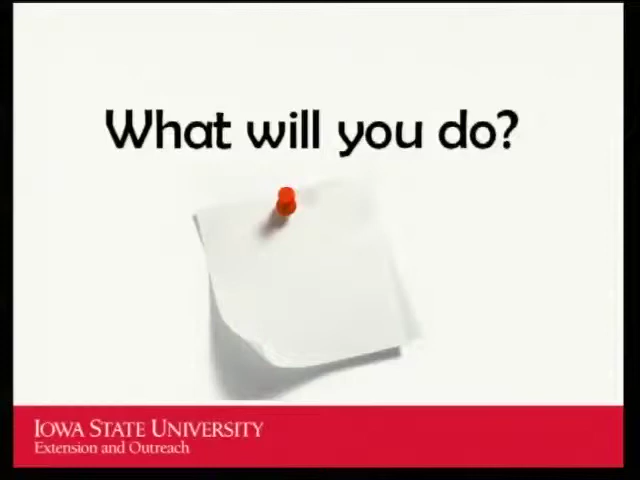 What will you do?
IOWA STATE UNIVERSITY
Extension and Outreach